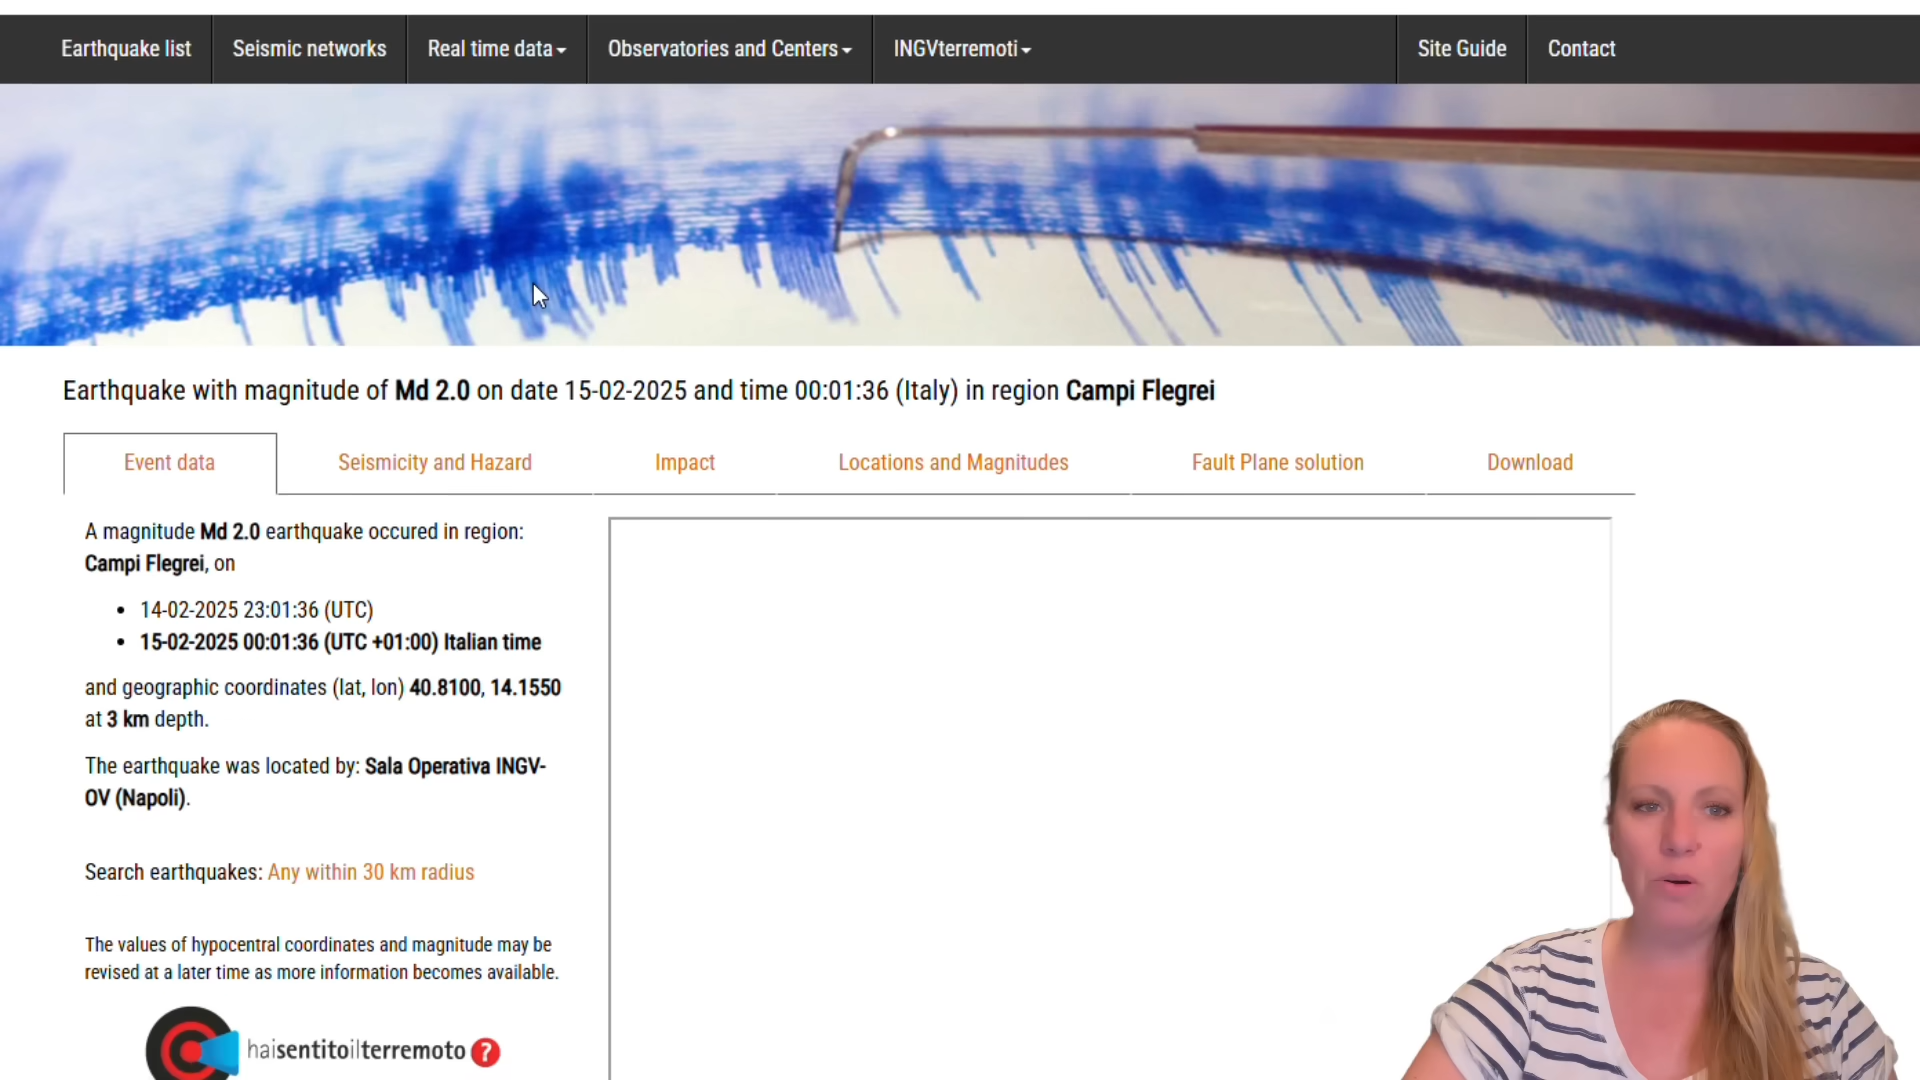 Earthquake list
Seismic networks
Real time data
Observatories and Centers
INGVterremoti
Site Guide
Contact
Earthquake with magnitude of Md 2.0 on date 15-02-2025 and time 00:01:36 (Italy) in region Campi Flegrei
Event data
Seismicity and Hazard
Impact
Locations and Magnitudes
Fault Plane solution
Download
A magnitude Md 2.0 earthquake occured in region:
Campi Flegrei, on
• 14-02-2025 23:01:36 (UTC)
• 15-02-2025 00:01:36 (UTC +01:00) Italian time
and geographic coordinates (lat, lon) 40.8100, 14.1550
at 3 km depth.
The earthquake was located by: Sala Operativa INGV-
OV (Napoli).
Search earthquakes: Any within 30 km radius
The values of hypocentral coordinates and magnitude may be
revised at a later time as more information becomes available.
haisentitoilterremoto ?